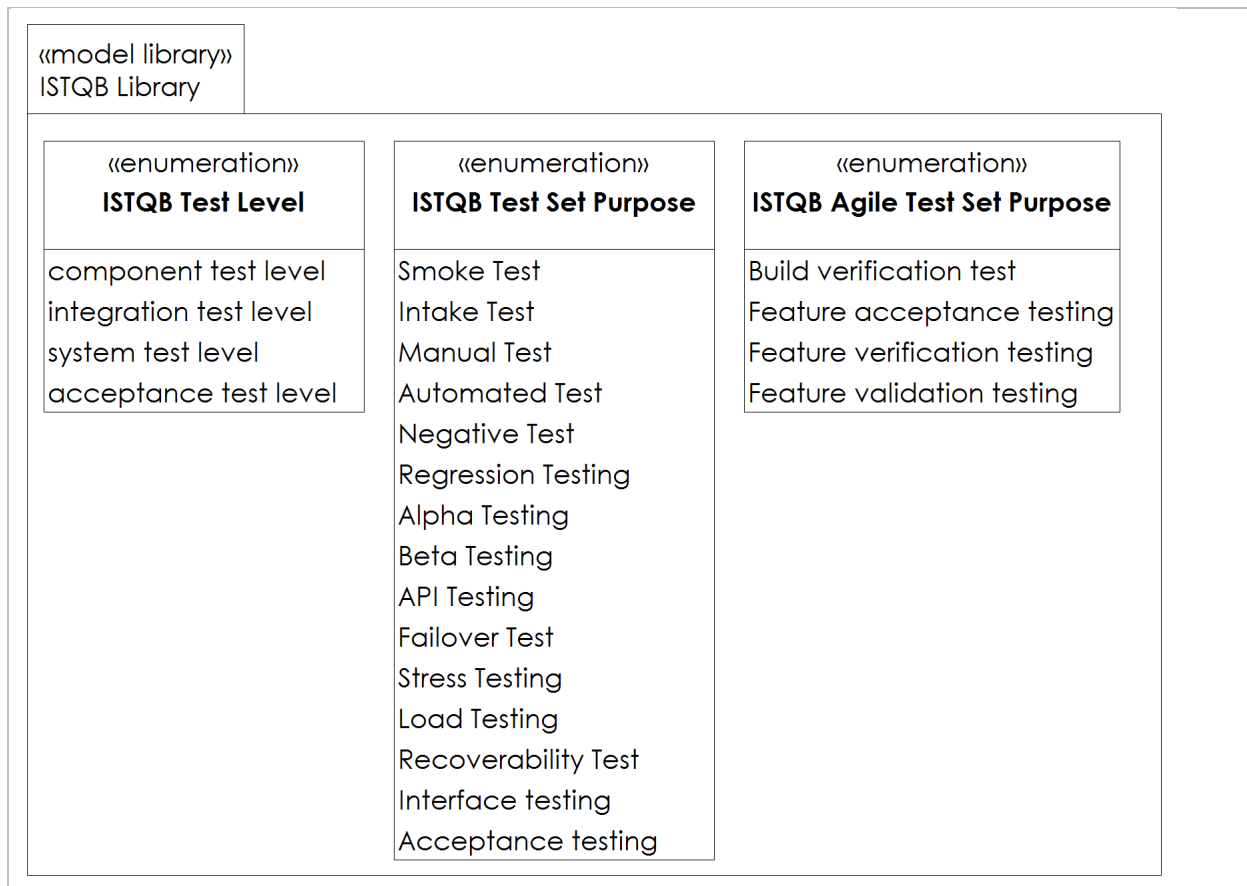 «model library»
ISTQB Library
«enumeration»
ISTQB Test Level
component test level
integration test level
system test level
acceptance test level
«enumeration»
ISTQB Test Set Purpose
Smoke Test
Intake Test
Manual Test
Automated Test
Negative Test
Regression Testing
Alpha Testing
Beta Testing
API Testing
Failover Test
Stress Testing
Load Testing
Recoverability Test
Interface testing
Acceptance testing
«enumeration»
ISTQB Agile Test Set Purpose
Build verification test
Feature acceptance testing
Feature verification testing
Feature validation testing